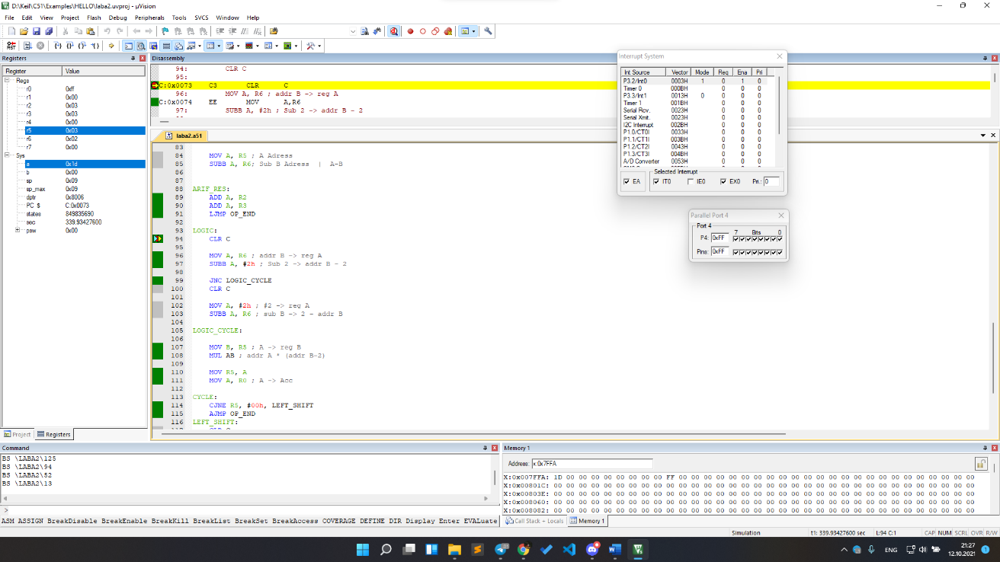 D:\Keil\C51\Examples\HELLO\laba2.uvproj - µVision
File Edit View Project Flash Debug Peripherals Tools SVCS Window Help
Registers
Register Value
Regs
r0 0xff
r1 0x00
r2 0x03
r3 0x03
r4 0x00
r5 0x03
r6 0x02
r7 0x00
Sys
a 0x1d
b 0x00
sp 0x09
sp_max 0x09
dptr 0x8006
PC $ C:0x0073
states 849835690
sec 339.93427600
psw 0x00
Project Registers
Disassembly
94: CLR C
95:
C:0x0073 C3 CLR C
96: MOV A, R6 ; addr B -> reg A
C:0x0074 EE MOV A,R6
97: SUBB A, #2h ; Sub 2 -> addr B - 2
laba2.a51
83
84 MOV A, R5 ; A Adress
85 SUBB A, R6; Sub B Adress | A-B
86
87
88 ARIF_RES:
89 ADD A, R2
90 ADD A, R3
91 LJMP OP_END
92
93 LOGIC:
94 CLR C
95
96 MOV A, R6 ; addr B -> reg A
97 SUBB A, #2h ; Sub 2 -> addr B - 2
98
99 JNC LOGIC_CYCLE
100 CLR C
101
102 MOV A, #2h ; #2 -> reg A
103 SUBB A, R6 ; sub B -> 2 - addr B
104
105 LOGIC_CYCLE:
106
107 MOV B, R5 ; A -> reg B
108 MUL AB ; addr A * (addr B-2)
109
110 MOV R5, A
111 MOV A, R0 ; A -> Acc
112
113 CYCLE:
114 CJNE R5, #00h, LEFT_SHIFT
115 AJMP OP_END
116 LEFT_SHIFT:
Interrupt System
Int Source Vector Mode Req Ena Pri
P3.2/Int0 0003H 1 0 1 0
Timer 0 000BH 0 0 0
P3.3/Int1 0013H 0 0 0 0
Timer 1 001BH 0 0 0
Serial Rcv. 0023H 0 0 0
Serial Xmit. 0023H 0 0 0
I2C Interrupt 002BH 0 0 0
P1.0/CT0I 0033H 0 0 0
P1.1/CT1I 003BH 0 0 0
P1.2/CT2I 0043H 0 0 0
P1.3/CT3I 004BH 0 0 0
A/D Converter 0053H 0 0 0
Selected Interrupt
EA IT0 IE0 EX0 Pri.: 0
Parallel Port 4
Port 4
7 Bits 0
P4: 0xFF
Pins: 0xFF
Command
BS \LABA2\125
BS \LABA2\94
BS \LABA2\52
BS \LABA2\13
>
ASM ASSIGN BreakDisable BreakEnable BreakKill BreakList BreakSet BreakAccess COVERAGE DEFINE DIR Display Enter EVALuate
Memory 1
Address: x:0x7FFA
X:0x007FFA: 1D 00 00 00 00 00 00 00 00 FF 00 00 00 00 00 00 00 00 00 00 00 00 00 00 00 00 00 00 00 00 00 00 00 00
X:0x00801C: 00 00 00 00 00 00 00 00 00 00 00 00 00 00 00 00 00 00 00 00 00 00 00 00 00 00 00 00 00 00 00 00 00 00
X:0x00803E: 00 00 00 00 00 00 00 00 00 00 00 00 00 00 00 00 00 00 00 00 00 00 00 00 00 00 00 00 00 00 00 00 00 00
X:0x008060: 00 00 00 00 00 00 00 00 00 00 00 00 00 00 00 00 00 00 00 00 00 00 00 00 00 00 00 00 00 00 00 00 00 00
X:0x008082: 00 00 00 00 00 00 00 00 00 00 00 00 00 00 00 00 00 00 00 00 00 00 00 00 00 00 00 00 00 00 00 00 00 00
Call Stack + Locals Memory 1
Simulation t1: 339.93427600 sec L:94 C:1 CAP NUM SCRL OVR R/W
ENG
21:27
12.10.2021